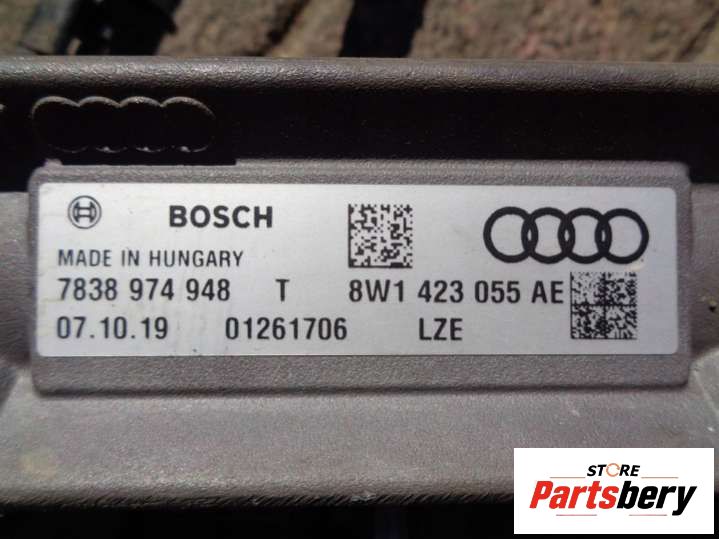 BOSCH
MADE IN HUNGARY
7838 974 948 T 8W1 423 055 AE
07.10.19 01261706 LZE
STORE
Partsbery